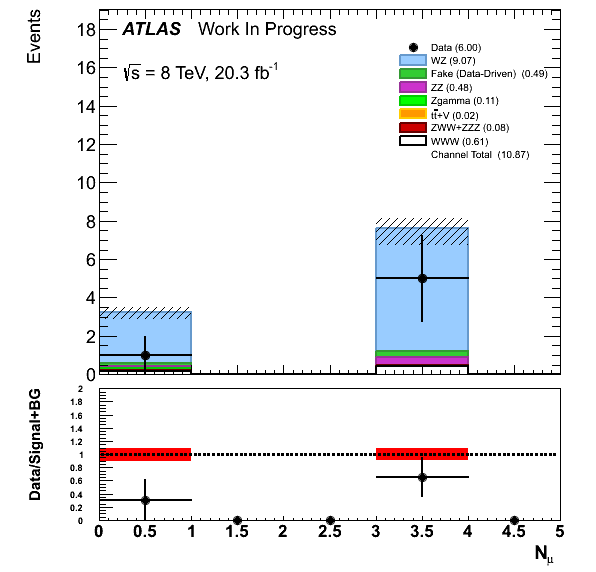 Events
ATLAS Work In Progress
√s = 8 TeV, 20.3 fb⁻¹
Data (6.00)
WZ (9.07)
Fake (Data-Driven) (0.49)
ZZ (0.48)
Zgamma (0.11)
tt̄+V (0.02)
ZWW+ZZZ (0.08)
WWW (0.61)
Channel Total (10.87)
18
16
14
12
10
8
6
4
2
0
Data/Signal+BG
2
1.8
1.6
1.4
1.2
1
0.8
0.6
0.4
0.2
0
0 0.5 1 1.5 2 2.5 3 3.5 4 4.5 5
Nμ